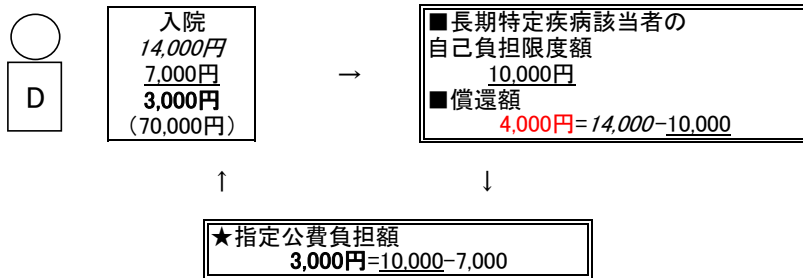 D
入院
14,000円
7,000円
3,000円
（70,000円）
→
■長期特定疾病該当者の
自己負担限度額
10,000円
■償還額
4,000円=14,000-10,000
↑
↓
★指定公費負担額
3,000円=10,000-7,000